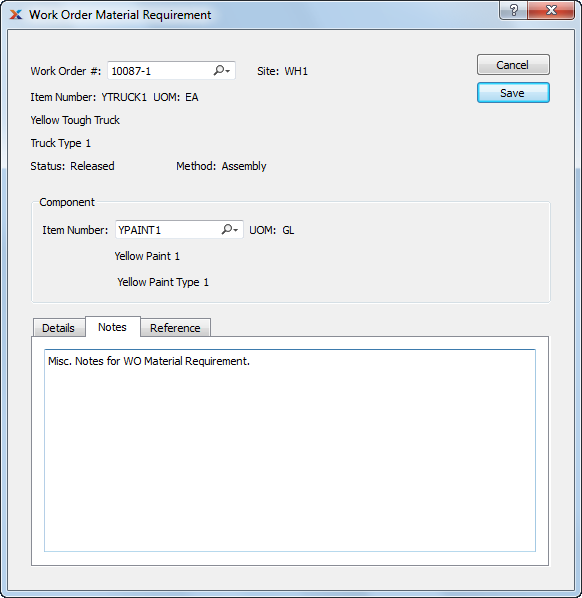 Work Order Material Requirement
Work Order #: 10087-1 Site: WH1 Cancel
Item Number: YTRUCK1 UOM: EA Save
Yellow Tough Truck
Truck Type 1
Status: Released Method: Assembly
Component
Item Number: YPAINT1 UOM: GL
Yellow Paint 1
Yellow Paint Type 1
Details Notes Reference
Misc. Notes for WO Material Requirement.